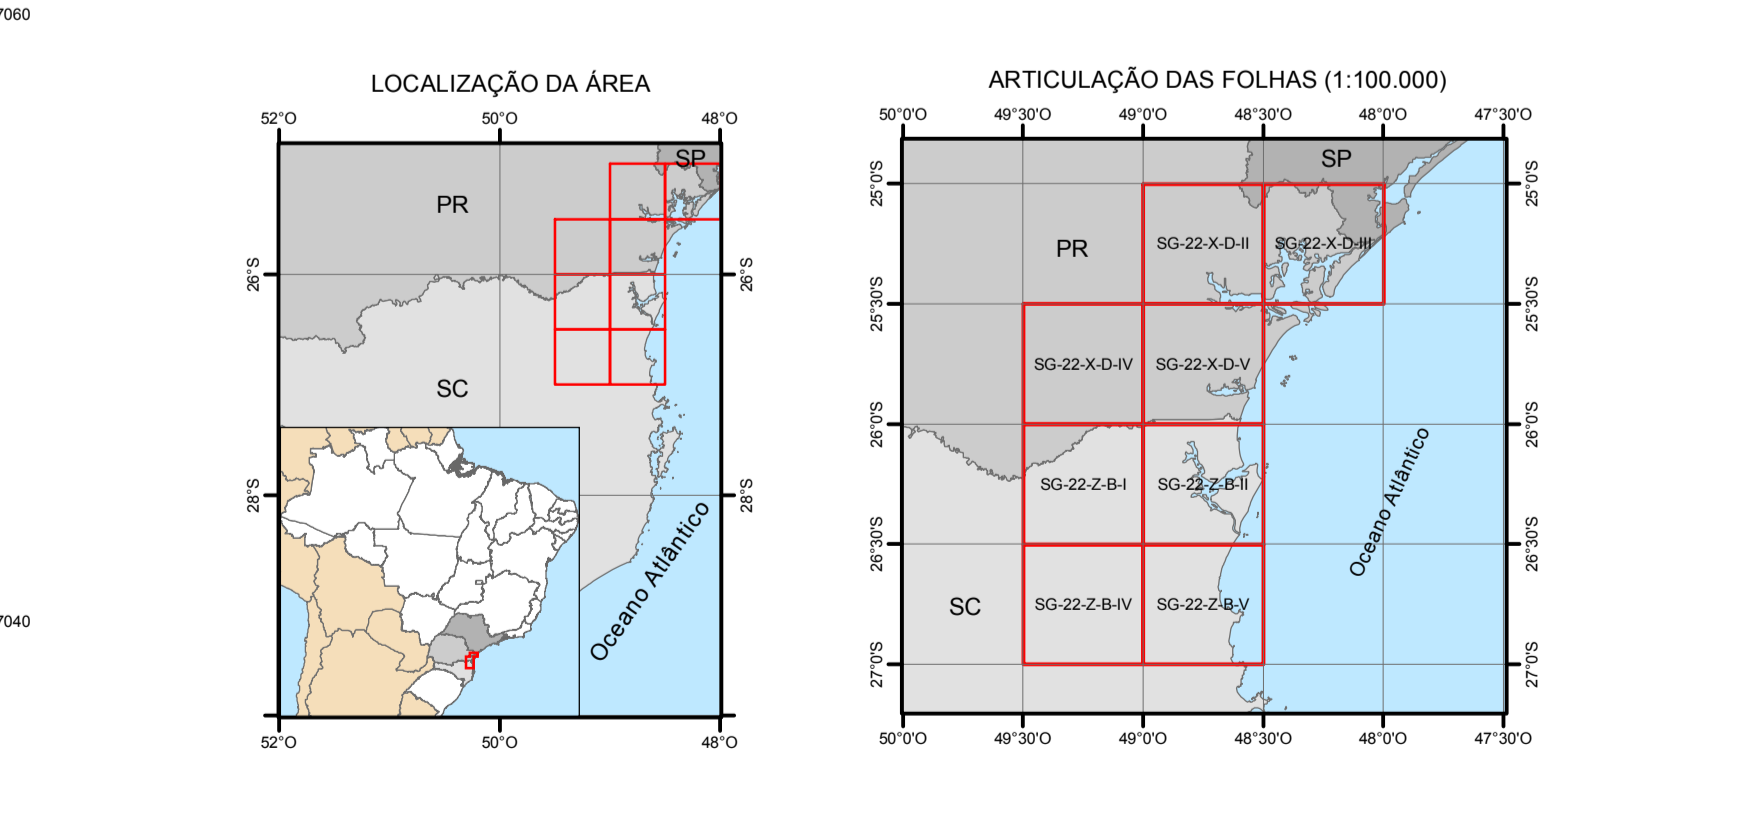 7060
LOCALIZAÇÃO DA ÁREA
52°O 50°O 48°O
SP
PR
26°S 26°S
SC
28°S 28°S
Oceano Atlântico
52°O 50°O 48°O
7040
ARTICULAÇÃO DAS FOLHAS (1:100.000)
50°0'O 49°30'O 49°0'O 48°30'O 48°0'O 47°30'O
SP
25°0'S 25°0'S
PR SG-22-X-D-II SG-22-X-D-III
25°30'S 25°30'S
SG-22-X-D-IV SG-22-X-D-V
26°0'S 26°0'S
SG-22-Z-B-I SG-22-Z-B-II
Oceano Atlântico
26°30'S 26°30'S
SC SG-22-Z-B-IV SG-22-Z-B-V
27°0'S 27°0'S
50°0'O 49°30'O 49°0'O 48°30'O 48°0'O 47°30'O